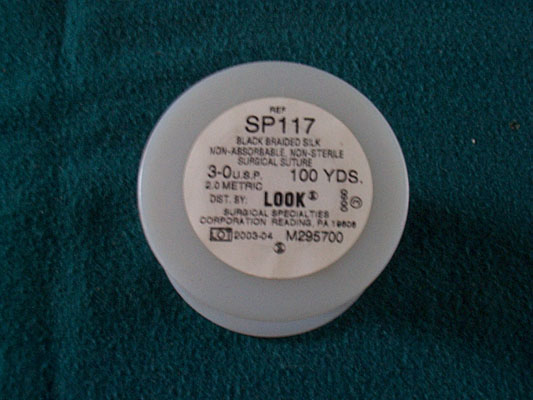 REF
SP117
BLACK BRAIDED SILK
NON-ABSORBABLE, NON-STERILE
SURGICAL SUTURE
3-0 U.S.P. 100 YDS.
2.0 METRIC
DIST. BY: LOOK
SURGICAL SPECIALTIES
CORPORATION READING, PA 19606
LOT 2003-04 M295700